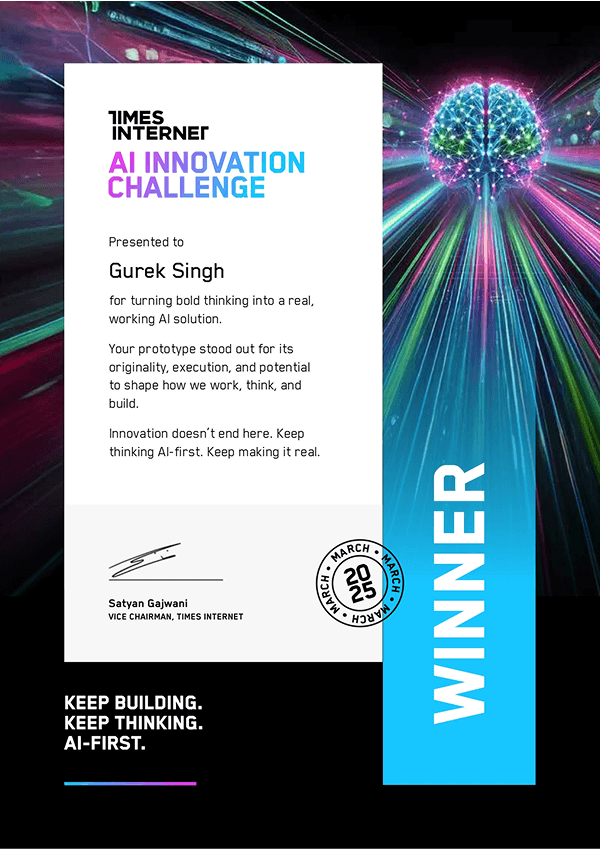 TIMES
INTERNET
AI INNOVATION
CHALLENGE
Presented to
Gurek Singh
for turning bold thinking into a real,
working AI solution.
Your prototype stood out for its
originality, execution, and potential
to shape how we work, think, and
build.
Innovation doesn’t end here. Keep
thinking AI-first. Keep making it real.
Satyan Gajwani
VICE CHAIRMAN, TIMES INTERNET
MARCH • MARCH • MARCH • MARCH •
20
25
WINNER
KEEP BUILDING.
KEEP THINKING.
AI-FIRST.